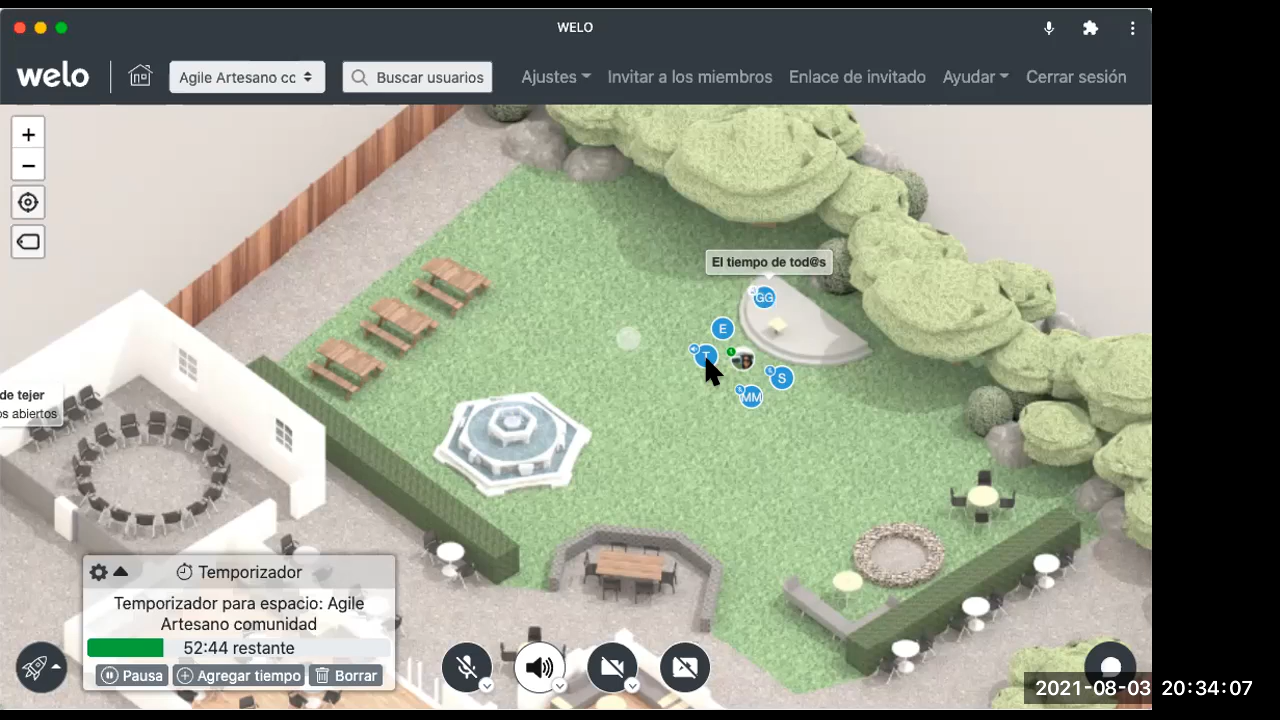 WELO
welo
Agile Artesano co
Buscar usuarios
Ajustes
Invitar a los miembros
Enlace de invitado
Ayudar
Cerrar sesión
+
−
El tiempo de tod@s
GG
E
T
S
MM
de tejer
os abiertos
Temporizador
Temporizador para espacio: Agile
Artesano comunidad
52:44 restante
Pausa
Agregar tiempo
Borrar
2021-08-03 20:34:07